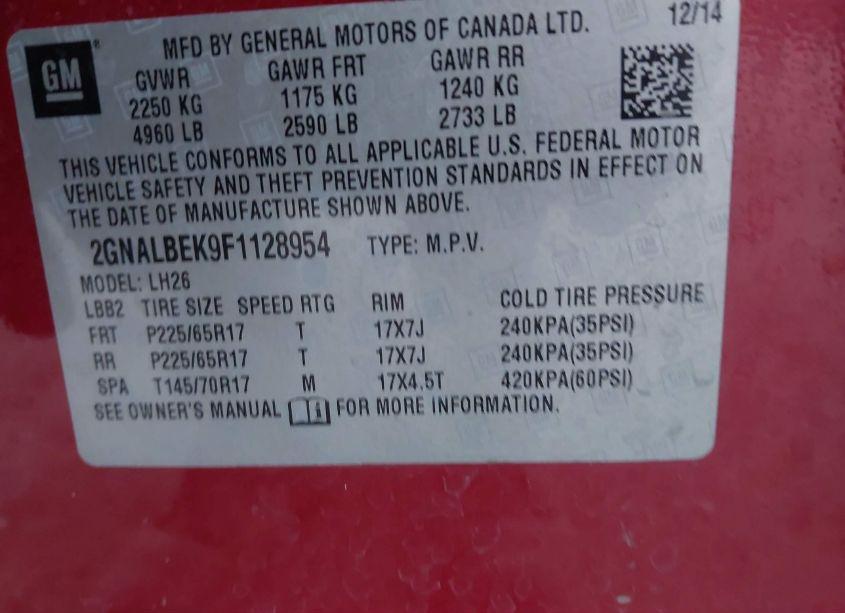 12/14
GM
MFD BY GENERAL MOTORS OF CANADA LTD.
GVWR GAWR FRT GAWR RR
2250 KG 1175 KG 1240 KG
4960 LB 2590 LB 2733 LB
THIS VEHICLE CONFORMS TO ALL APPLICABLE U.S. FEDERAL MOTOR
VEHICLE SAFETY AND THEFT PREVENTION STANDARDS IN EFFECT ON
THE DATE OF MANUFACTURE SHOWN ABOVE.
2GNALBEK9F1128954 TYPE: M.P.V.
MODEL: LH26
LBB2 TIRE SIZE SPEED RTG RIM COLD TIRE PRESSURE
FRT P225/65R17 T 17X7J 240KPA(35PSI)
RR P225/65R17 T 17X7J 240KPA(35PSI)
SPA T145/70R17 M 17X4.5T 420KPA(60PSI)
SEE OWNER'S MANUAL i FOR MORE INFORMATION.